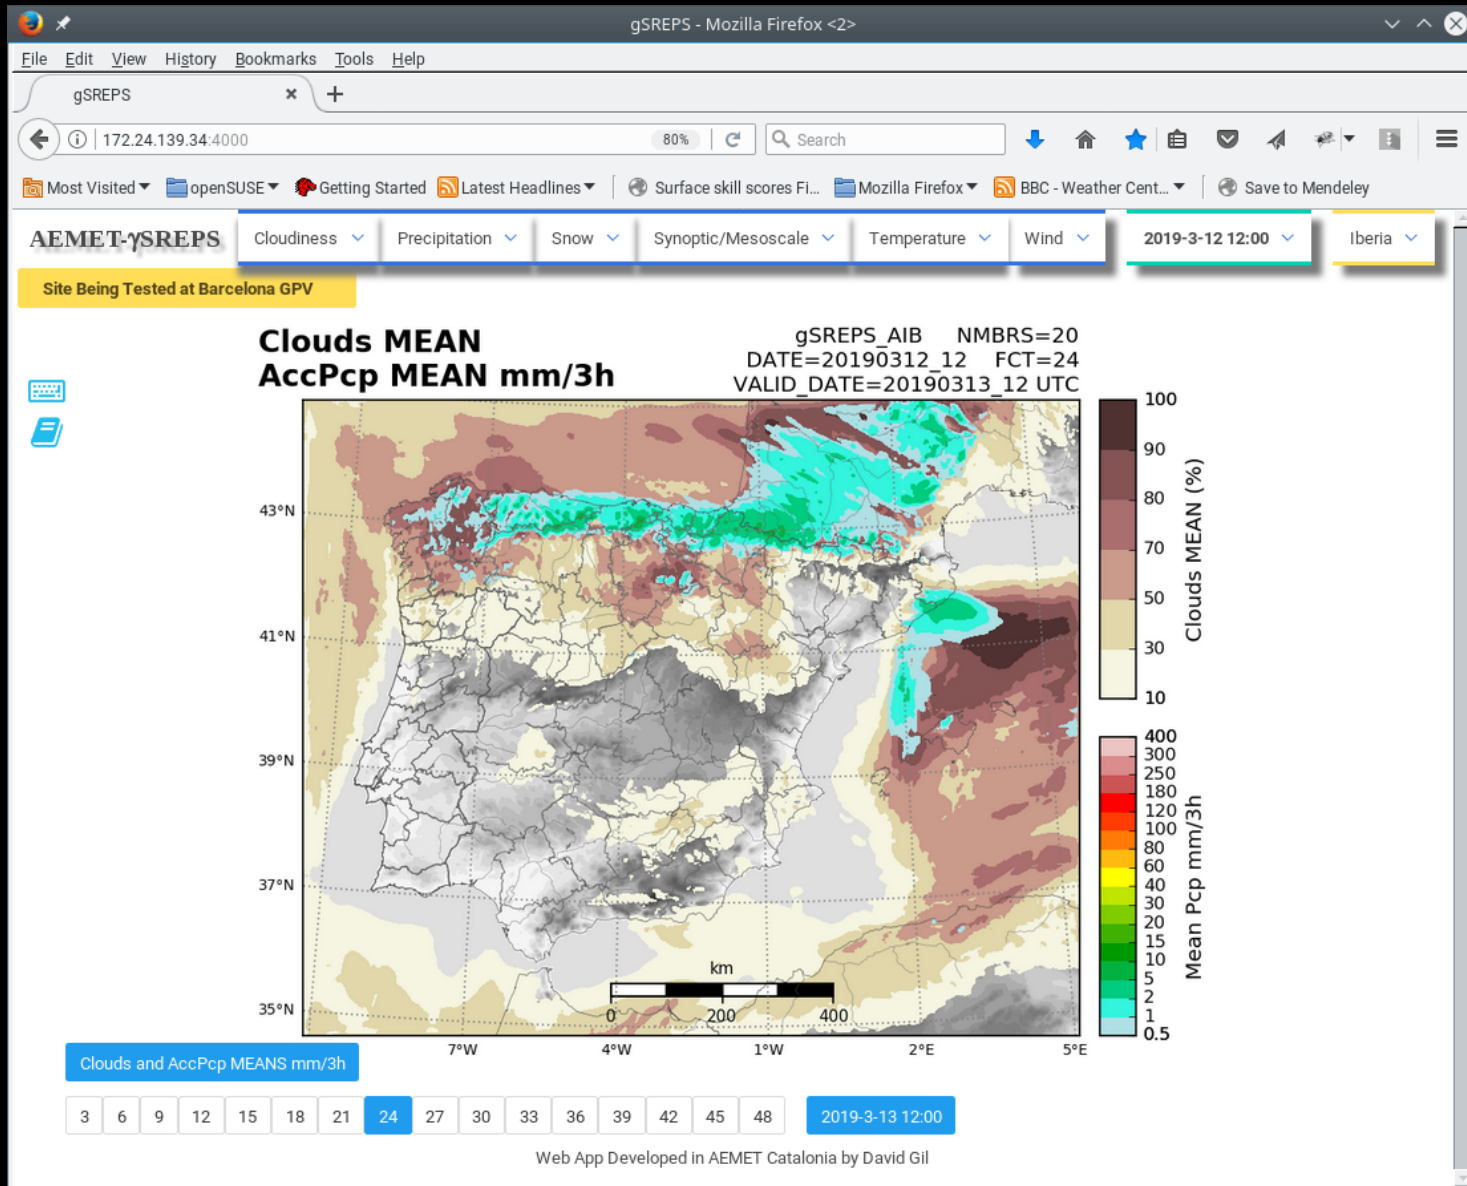 gSREPS - Mozilla Firefox <2>
File Edit View History Bookmarks Tools Help
gSREPS
172.24.139.34:4000 80% Search
Most Visited openSUSE Getting Started Latest Headlines Surface skill scores Fi... Mozilla Firefox BBC - Weather Cent... Save to Mendeley
AEMET-γSREPS Cloudiness Precipitation Snow Synoptic/Mesoscale Temperature Wind 2019-3-12 12:00 Iberia
Site Being Tested at Barcelona GPV
Clouds MEAN
AccPcp MEAN mm/3h
gSREPS_AIB NMBRS=20
DATE=20190312_12 FCT=24
VALID_DATE=20190313_12 UTC
43°N
41°N
39°N
37°N
35°N
7°W 4°W 1°W 2°E 5°E
km
0 200 400
100
90
80
70
50
30
10
Clouds MEAN (%)
400
300
250
180
120
100
80
60
40
30
20
15
10
5
2
1
0.5
Mean Pcp mm/3h
Clouds and AccPcp MEANS mm/3h
3 6 9 12 15 18 21 24 27 30 33 36 39 42 45 48 2019-3-13 12:00
Web App Developed in AEMET Catalonia by David Gil